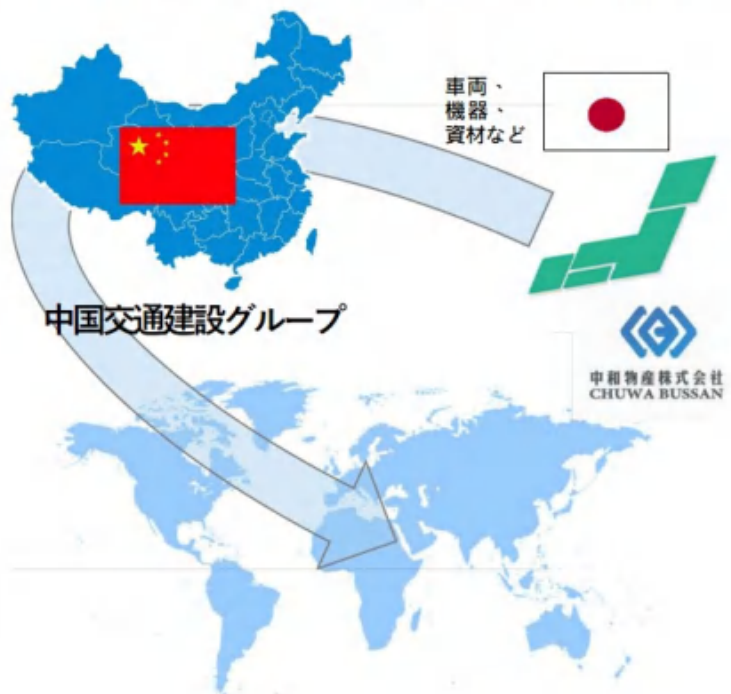 車両、
機器、
資材など
中国交通建設グループ
中和物産株式会社
CHUWA BUSSAN